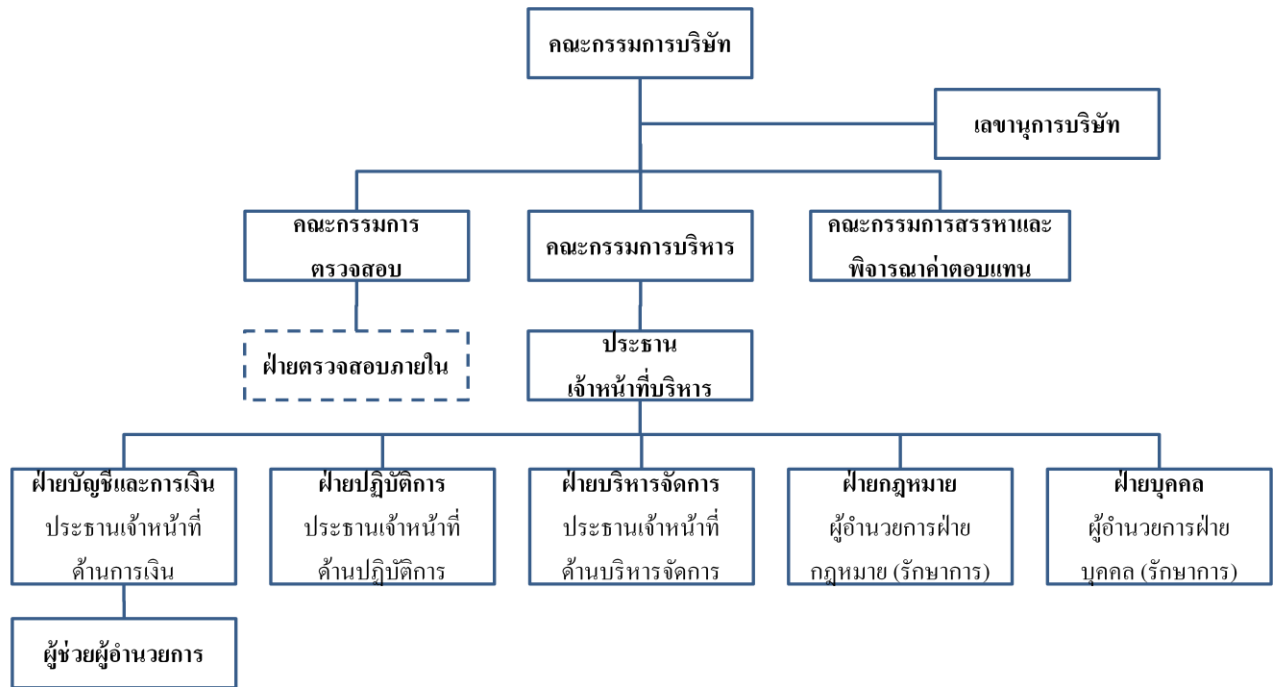 คณะกรรมการบริษัท
เลขานุการบริษัท
คณะกรรมการ
ตรวจสอบ
คณะกรรมการบริหาร
คณะกรรมการสรรหาและ
พิจารณาค่าตอบแทน
ฝ่ายตรวจสอบภายใน
ประธาน
เจ้าหน้าที่บริหาร
ฝ่ายบัญชีและการเงิน
ประธานเจ้าหน้าที่
ด้านการเงิน
ฝ่ายปฏิบัติการ
ประธานเจ้าหน้าที่
ด้านปฏิบัติการ
ฝ่ายบริหารจัดการ
ประธานเจ้าหน้าที่
ด้านบริหารจัดการ
ฝ่ายกฎหมาย
ผู้อำนวยการฝ่าย
กฎหมาย (รักษาการ)
ฝ่ายบุคคล
ผู้อำนวยการฝ่าย
บุคคล (รักษาการ)
ผู้ช่วยผู้อำนวยการ